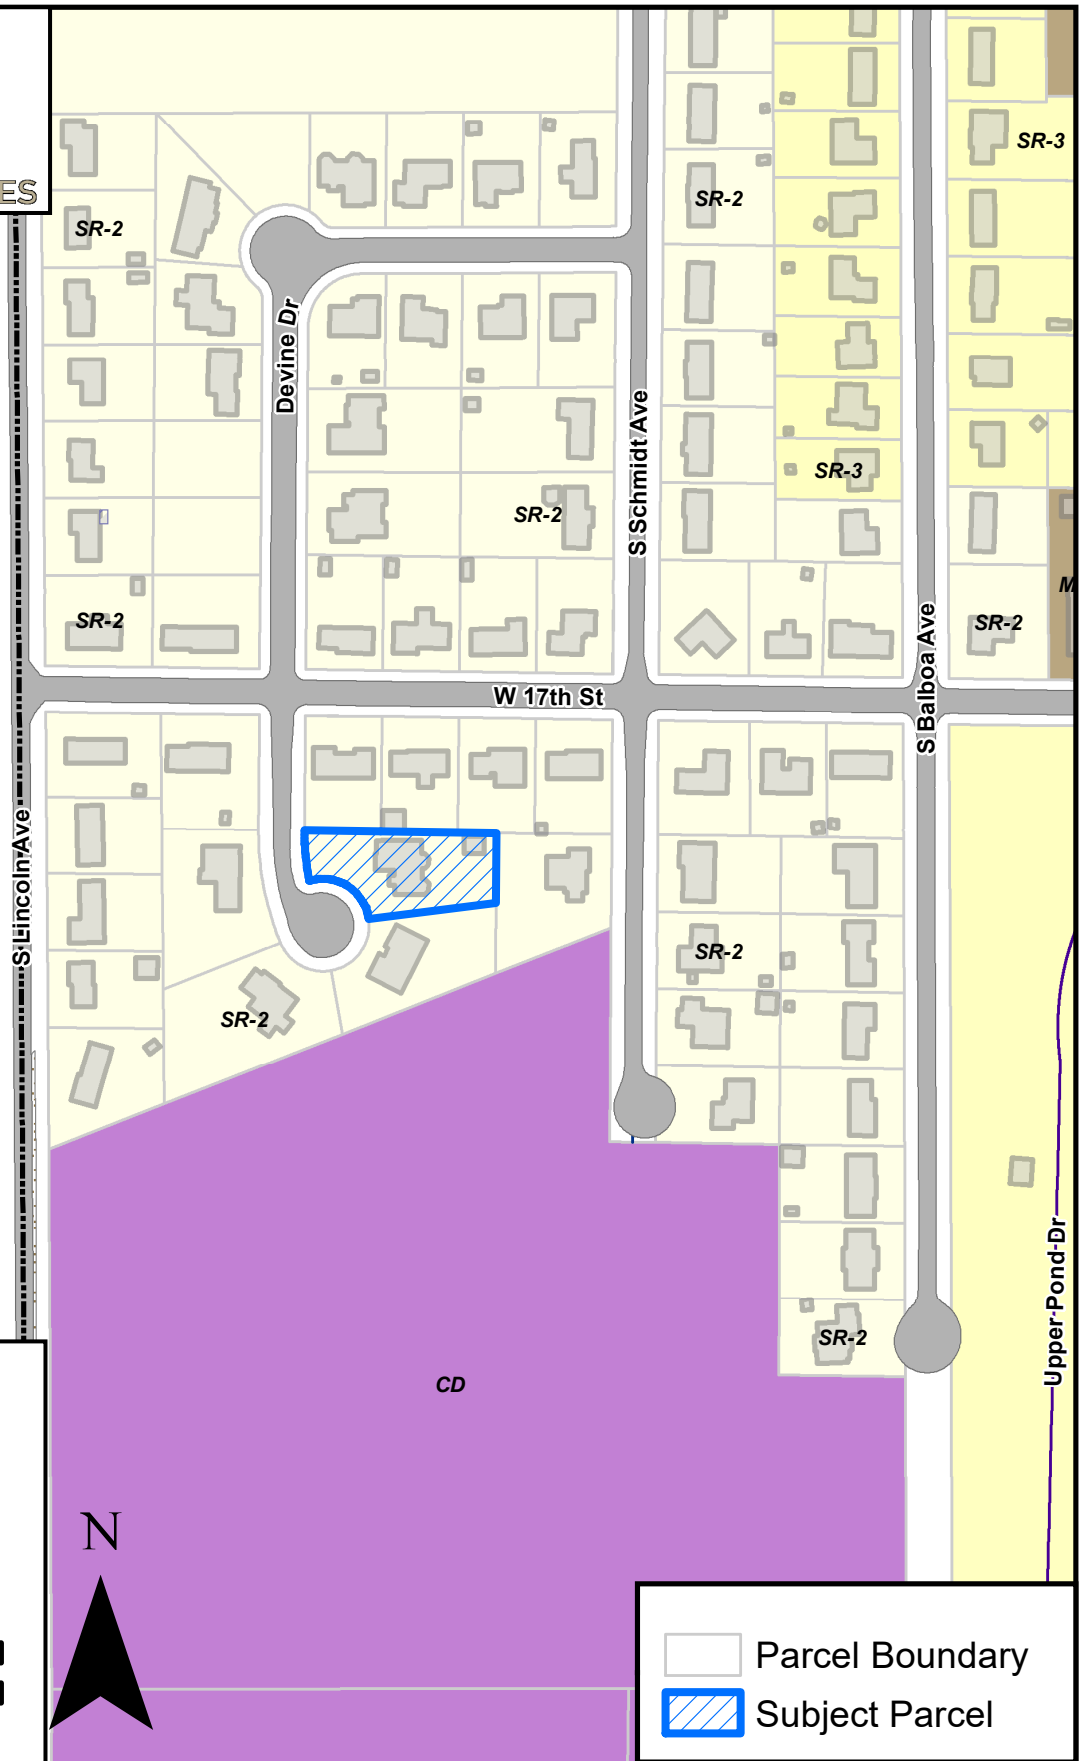 ES
SR-3
SR-2
SR-2
Devine Dr
S Schmidt Ave
SR-3
SR-2
SR-2
M
SR-2
W 17th St
S Balboa Ave
S Lincoln Ave
SR-2
SR-2
Upper Pond Dr
SR-2
CD
N
Parcel Boundary
Subject Parcel